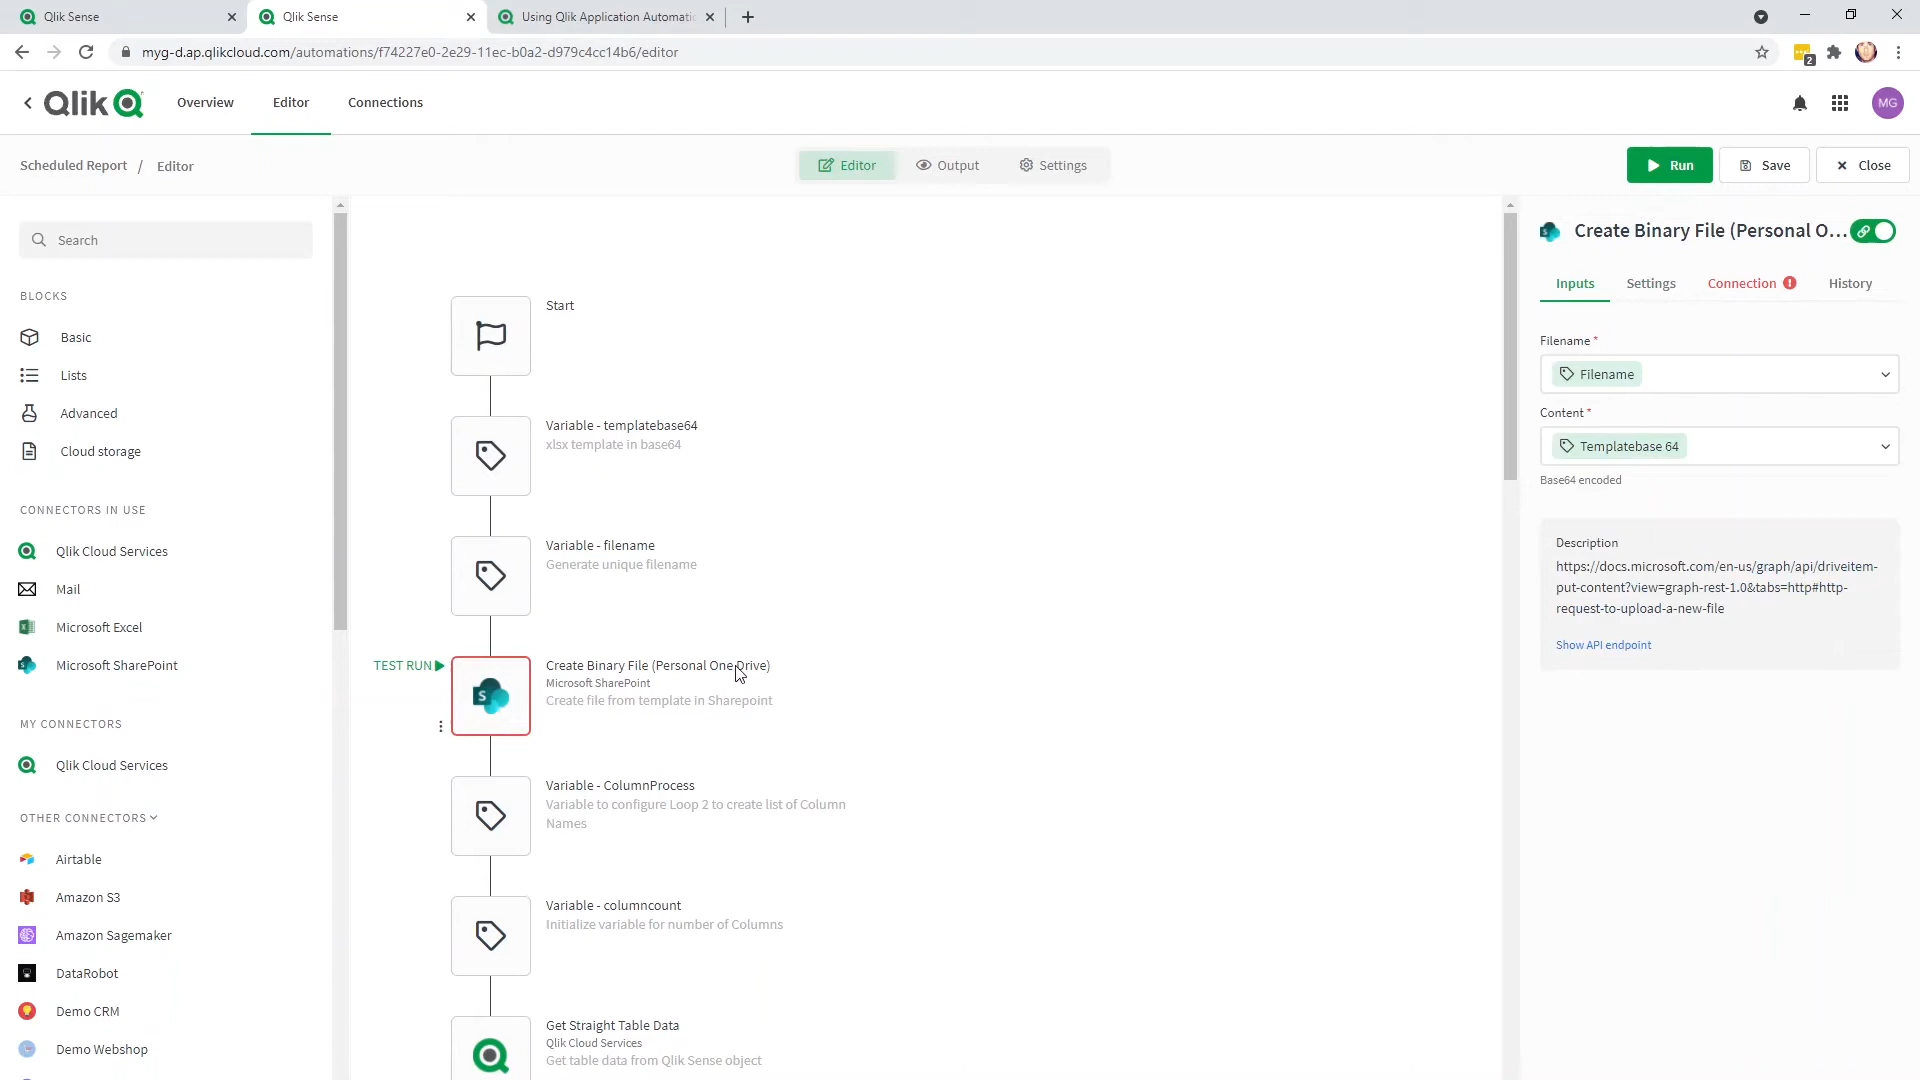 Qlik Sense
Qlik Sense
Using Qlik Application Automatic
myg-d.ap.qlikcloud.com/automations/f74227e0-2e29-11ec-b0a2-d979c4cc14b6/editor
2
Qlik
Overview
Editor
Connections
MG
Scheduled Report / Editor
Editor
Output
Settings
Run
Save
Close
Search
BLOCKS
Basic
Lists
Advanced
Cloud storage
CONNECTORS IN USE
Qlik Cloud Services
Mail
Microsoft Excel
Microsoft SharePoint
MY CONNECTORS
Qlik Cloud Services
OTHER CONNECTORS
Airtable
Amazon S3
Amazon Sagemaker
DataRobot
Demo CRM
Demo Webshop
Start
Variable - templatebase64
xlsx template in base64
Variable - filename
Generate unique filename
TEST RUN
Create Binary File (Personal One Drive)
Microsoft SharePoint
Create file from template in Sharepoint
Variable - ColumnProcess
Variable to configure Loop 2 to create list of Column
Names
Variable - columncount
Initialize variable for number of Columns
Get Straight Table Data
Qlik Cloud Services
Get table data from Qlik Sense object
Create Binary File (Personal O...
Inputs
Settings
Connection !
History
Filename *
Filename
Content *
Templatebase 64
Base64 encoded
Description
https://docs.microsoft.com/en-us/graph/api/driveitem-
put-content?view=graph-rest-1.0&tabs=http#http-
request-to-upload-a-new-file
Show API endpoint